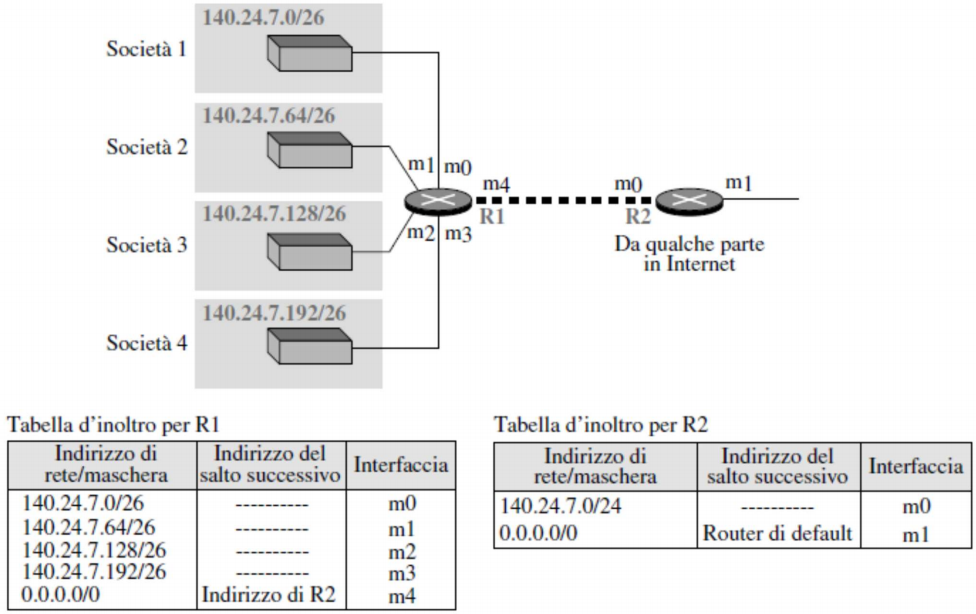 140.24.7.0/26
Società 1
140.24.7.64/26
Società 2
m1 m0
m4
m0
m1
140.24.7.128/26
R1
R2
Società 3
m2 m3
Da qualche parte
in Internet
140.24.7.192/26
Società 4
Tabella d'inoltro per R1
Indirizzo di
rete/maschera
Indirizzo del
salto successivo
Interfaccia
140.24.7.0/26 ---------- m0
140.24.7.64/26 ---------- m1
140.24.7.128/26 ---------- m2
140.24.7.192/26 ---------- m3
0.0.0.0/0 Indirizzo di R2 m4
Tabella d'inoltro per R2
Indirizzo di
rete/maschera
Indirizzo del
salto successivo
Interfaccia
140.24.7.0/24 ---------- m0
0.0.0.0/0 Router di default m1